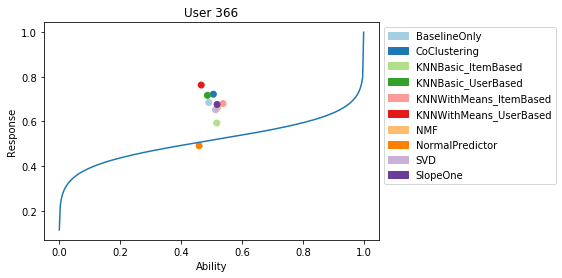 User 366
Response
1.0
0.8
0.6
0.4
0.2
0.0
0.2
0.4
0.6
0.8
1.0
Ability
BaselineOnly
CoClustering
KNNBasic_ItemBased
KNNBasic_UserBased
KNNWithMeans_ItemBased
KNNWithMeans_UserBased
NMF
NormalPredictor
SVD
SlopeOne